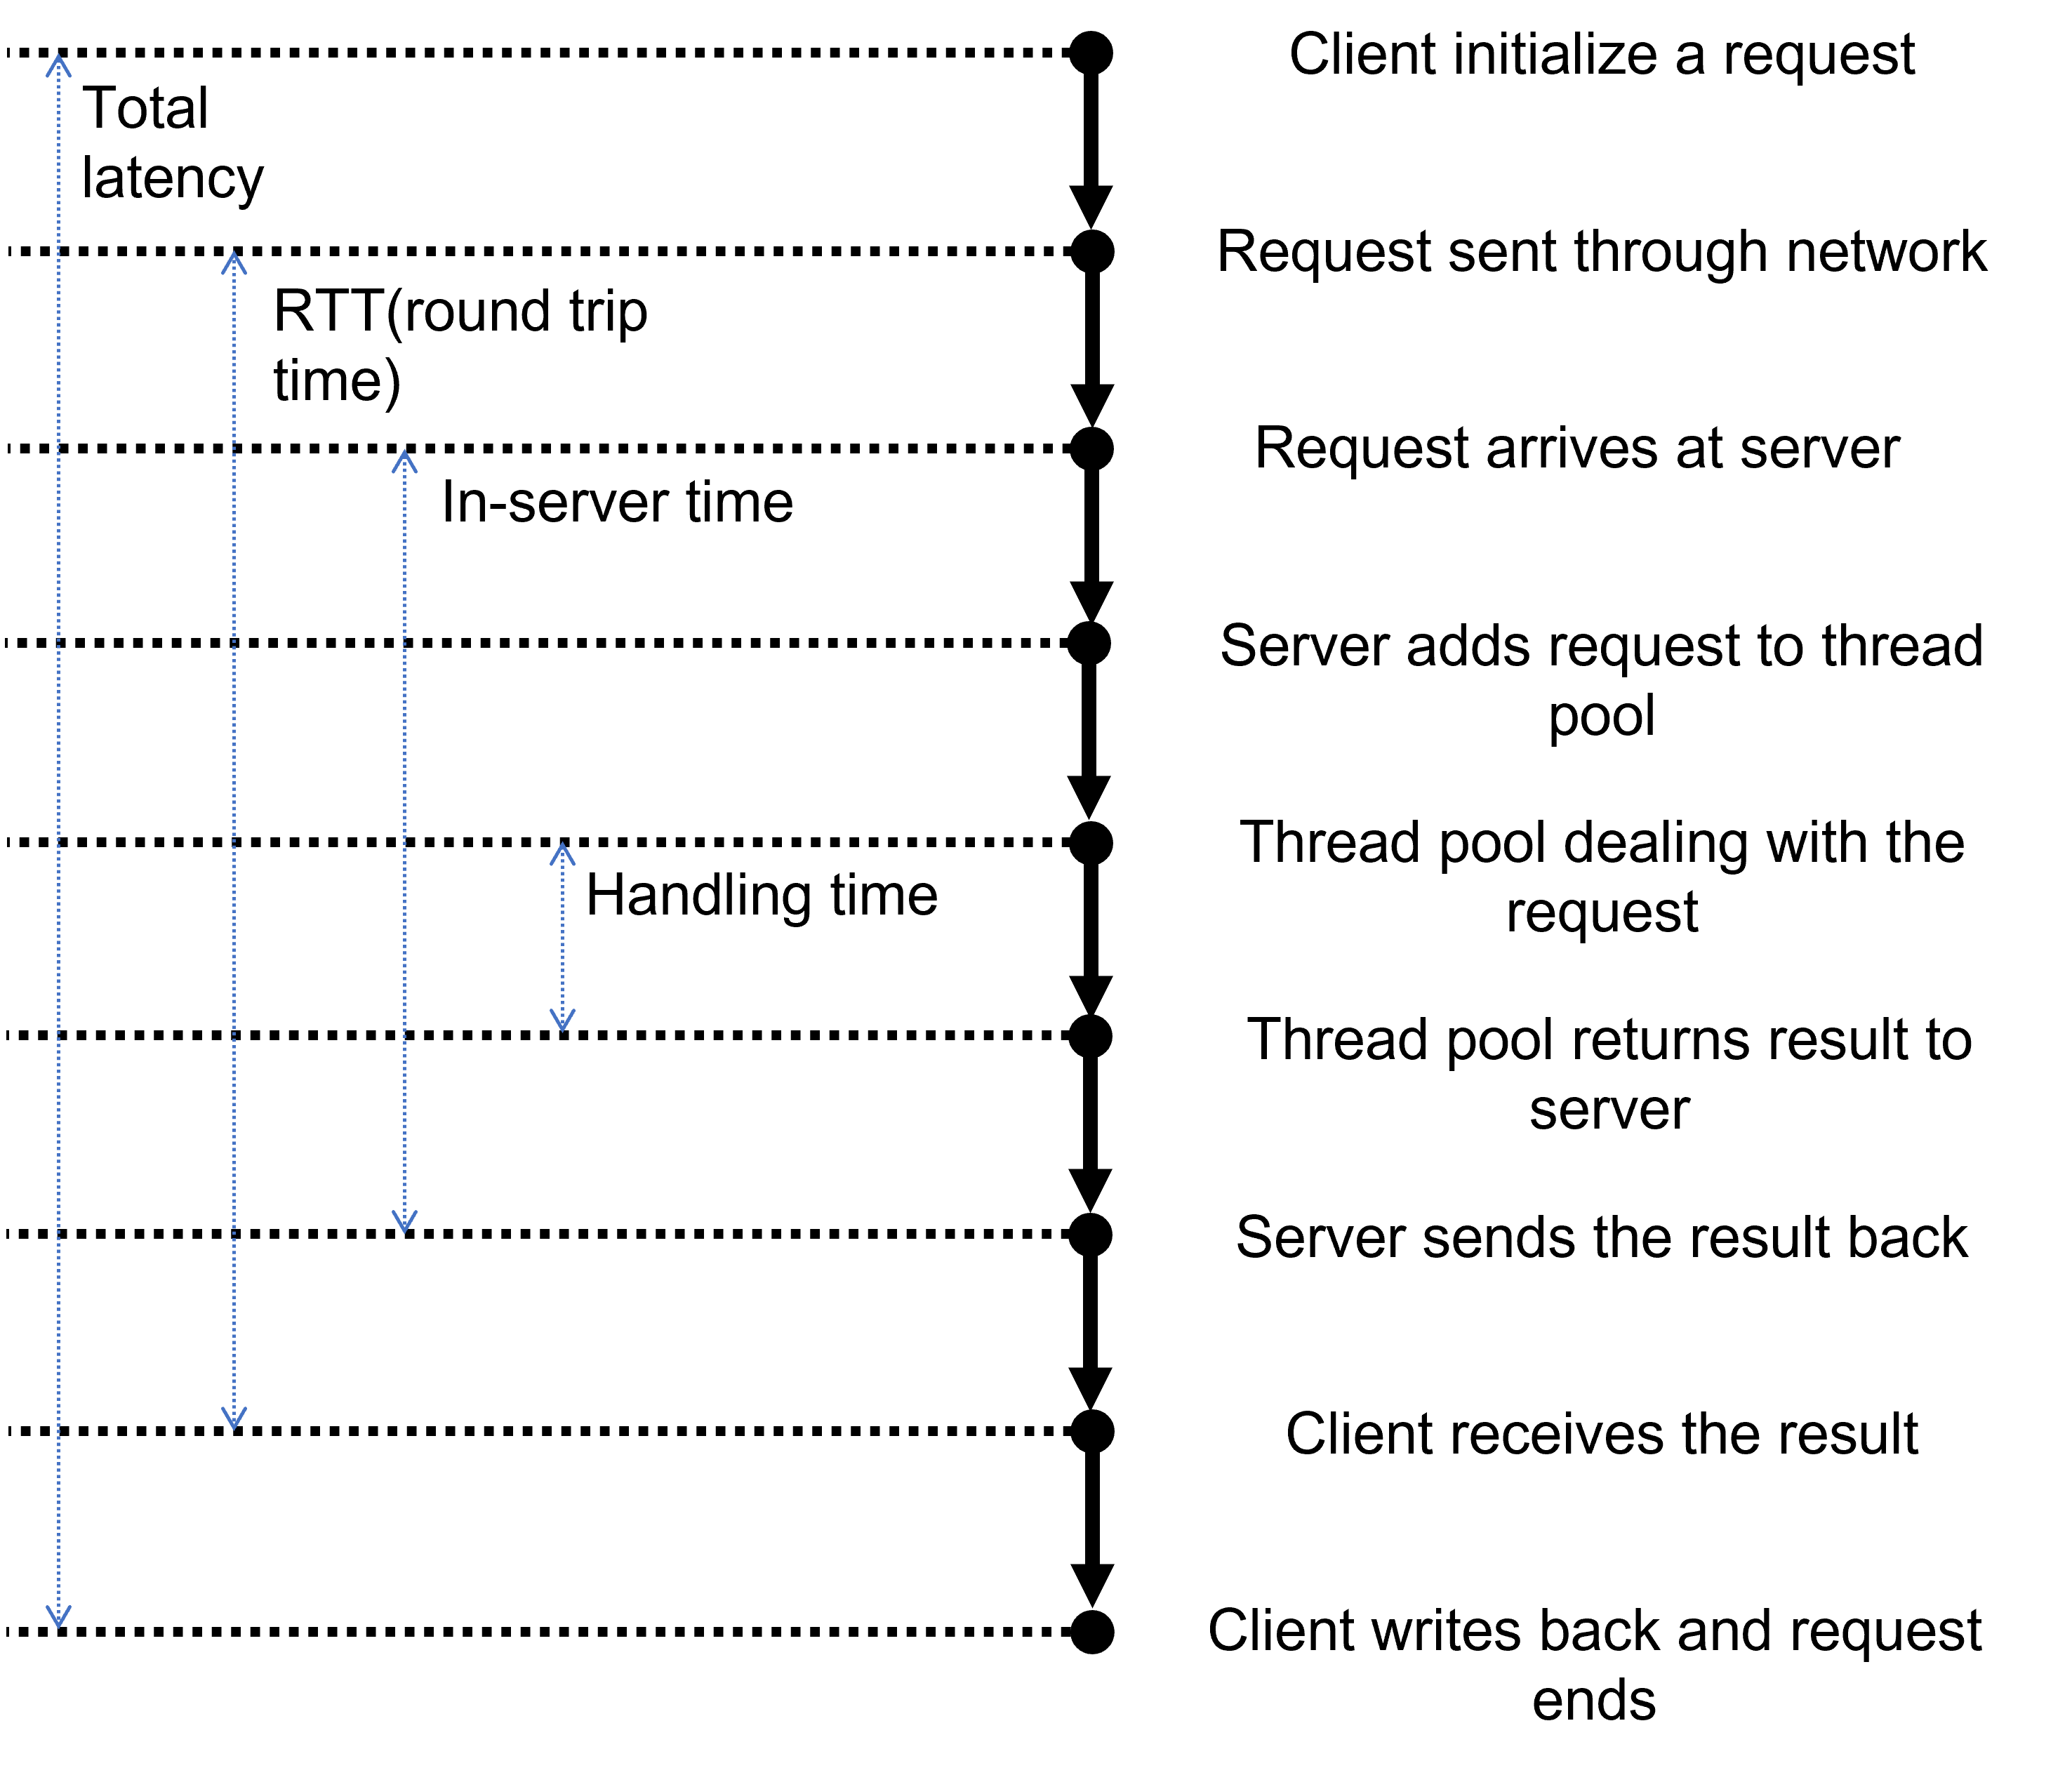 Client initialize a request
Total
latency
Request sent through network
RTT(round trip
time)
Request arrives at server
In-server time
Server adds request to thread
pool
Thread pool dealing with the
request
Handling time
Thread pool returns result to
server
Server sends the result back
Client receives the result
Client writes back and request
ends